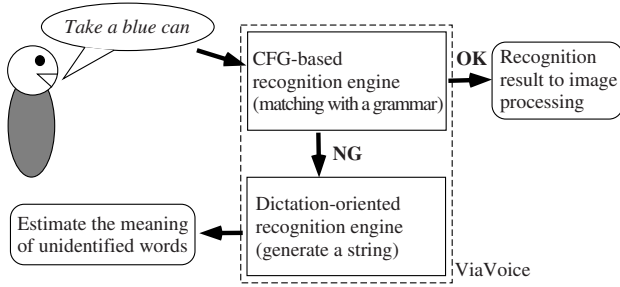 Take a blue can
CFG-based
recognition engine
(matching with a grammar)
OK
Recognition
result to image
processing
NG
Dictation-oriented
recognition engine
(generate a string)
Estimate the meaning
of unidentified words
ViaVoice